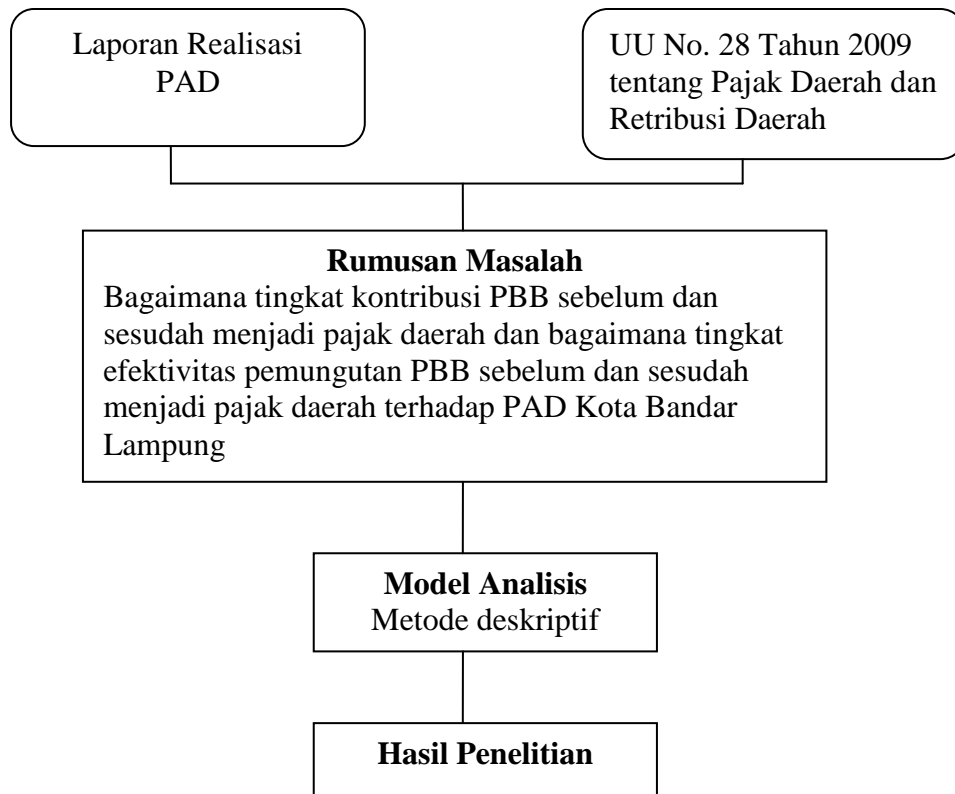 Laporan Realisasi
PAD
UU No. 28 Tahun 2009
tentang Pajak Daerah dan
Retribusi Daerah
Rumusan Masalah
Bagaimana tingkat kontribusi PBB sebelum dan
sesudah menjadi pajak daerah dan bagaimana tingkat
efektivitas pemungutan PBB sebelum dan sesudah
menjadi pajak daerah terhadap PAD Kota Bandar
Lampung
Model Analisis
Metode deskriptif
Hasil Penelitian